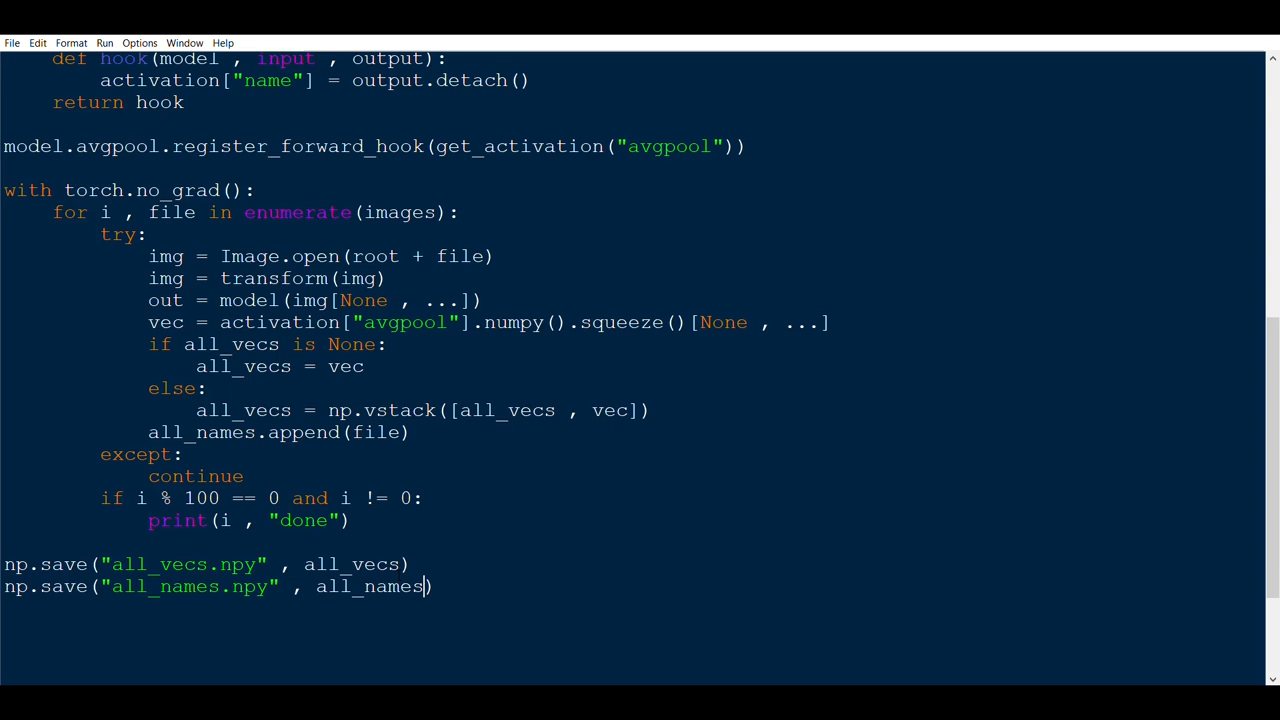 File Edit Format Run Options Window Help
def hook(model , input , output):
activation["name"] = output.detach()
return hook
model.avgpool.register_forward_hook(get_activation("avgpool"))
with torch.no_grad():
for i , file in enumerate(images):
try:
img = Image.open(root + file)
img = transform(img)
out = model(img[None , ...])
vec = activation["avgpool"].numpy().squeeze()[None , ...]
if all_vecs is None:
all_vecs = vec
else:
all_vecs = np.vstack([all_vecs , vec])
all_names.append(file)
except:
continue
if i % 100 == 0 and i != 0:
print(i , "done")
np.save("all_vecs.npy" , all_vecs)
np.save("all_names.npy" , all_names)